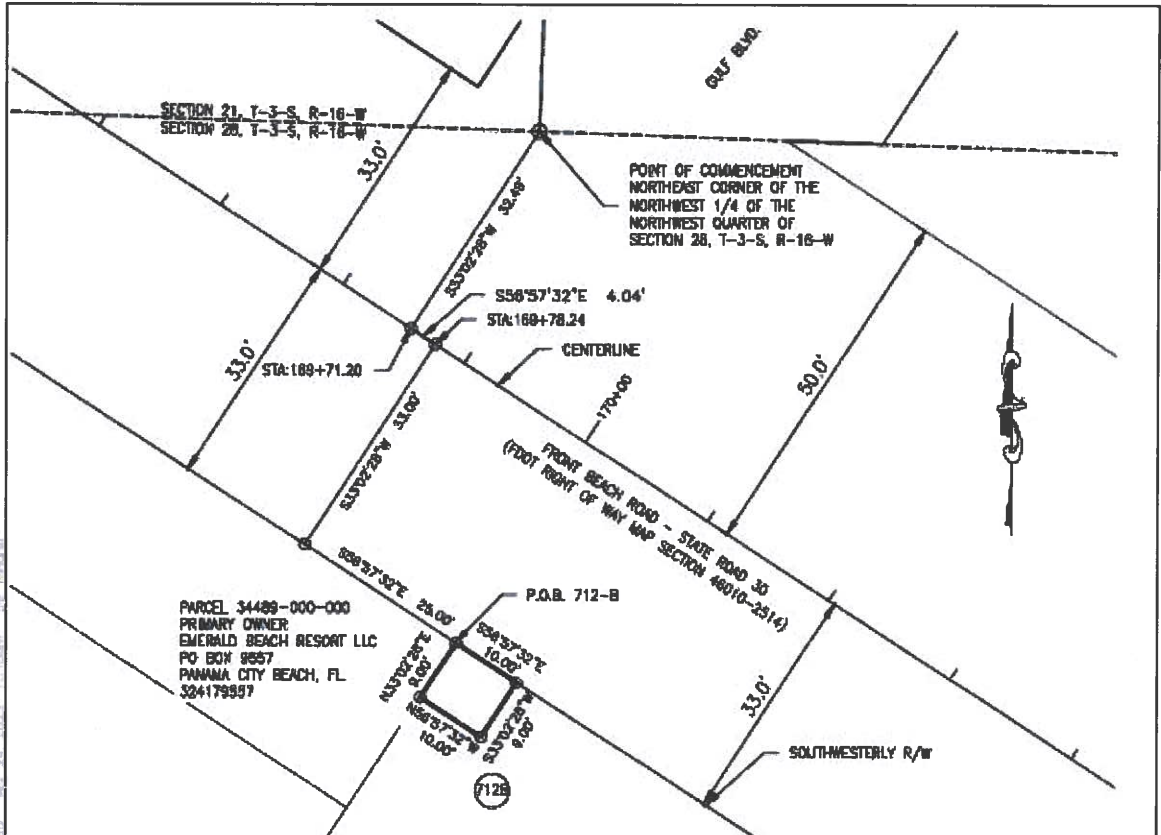 GULF BLVD.
SECTION 21, T-3-S, R-16-W
SECTION 28, T-3-S, R-16-W
33.0'
S33°02'28"W 32.49'
POINT OF COMMENCEMENT
NORTHEAST CORNER OF THE
NORTHWEST 1/4 OF THE
NORTHWEST QUARTER OF
SECTION 28, T-3-S, R-16-W
S56°57'32"E 4.04'
STA:169+78.24
CENTERLINE
STA:169+71.20
33.0'
50.0'
170+00
S33°02'28"W 33.00'
FRONT BEACH ROAD - STATE ROAD 30
(FDOT RIGHT OF WAY MAP SECTION 46010-2514)
S56°57'32"E 25.00'
P.O.B. 712-B
PARCEL 34489-000-000
PRIMARY OWNER
EMERALD BEACH RESORT LLC
PO BOX 9557
PANAMA CITY BEACH, FL
324179557
S56°57'32"E
10.00'
N33°02'28"E
9.00'
N56°57'32"W
10.00'
S33°02'28"W
9.00'
33.0'
SOUTHWESTERLY R/W
712B